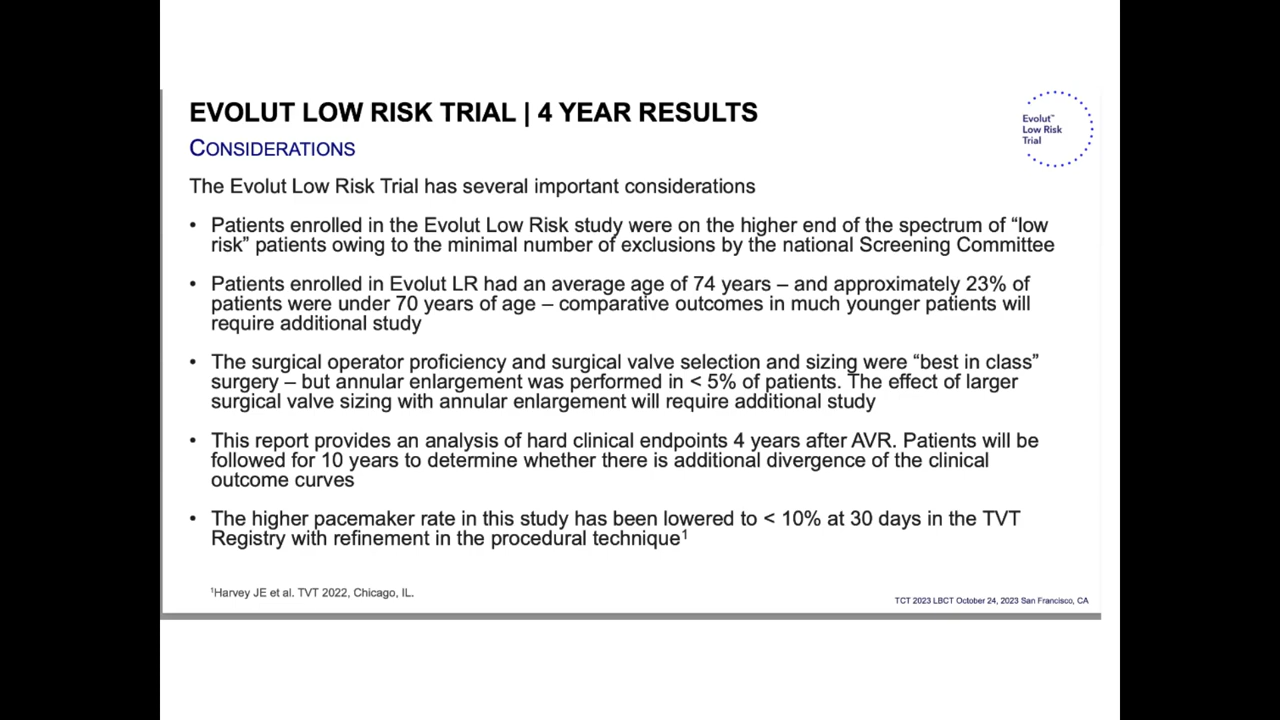 EVOLUT LOW RISK TRIAL | 4 YEAR RESULTS
CONSIDERATIONS
Evolut™
Low Risk
Trial
The Evolut Low Risk Trial has several important considerations
• Patients enrolled in the Evolut Low Risk study were on the higher end of the spectrum of “low
risk” patients owing to the minimal number of exclusions by the national Screening Committee
• Patients enrolled in Evolut LR had an average age of 74 years – and approximately 23% of
patients were under 70 years of age – comparative outcomes in much younger patients will
require additional study
• The surgical operator proficiency and surgical valve selection and sizing were “best in class”
surgery – but annular enlargement was performed in < 5% of patients. The effect of larger
surgical valve sizing with annular enlargement will require additional study
• This report provides an analysis of hard clinical endpoints 4 years after AVR. Patients will be
followed for 10 years to determine whether there is additional divergence of the clinical
outcome curves
• The higher pacemaker rate in this study has been lowered to < 10% at 30 days in the TVT
Registry with refinement in the procedural technique¹
¹Harvey JE et al. TVT 2022, Chicago, IL.
TCT 2023 LBCT October 24, 2023 San Francisco, CA